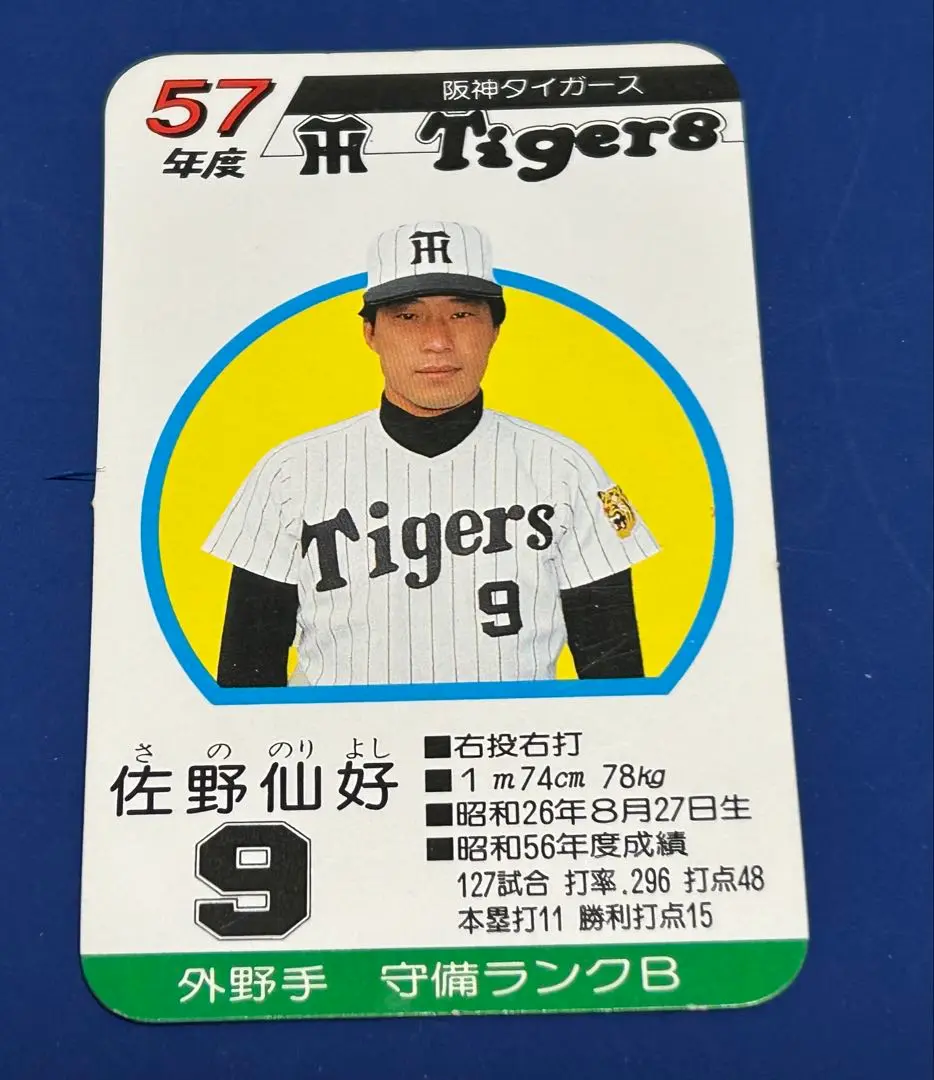 57
年度
阪神タイガース
TH Tigers
TH
Tigers
9
さ の のり よし
佐野仙好
9
■右投右打
■1m74cm 78kg
■昭和26年8月27日生
■昭和56年度成績
127試合 打率.296 打点48
本塁打11 勝利打点15
外野手 守備ランクB